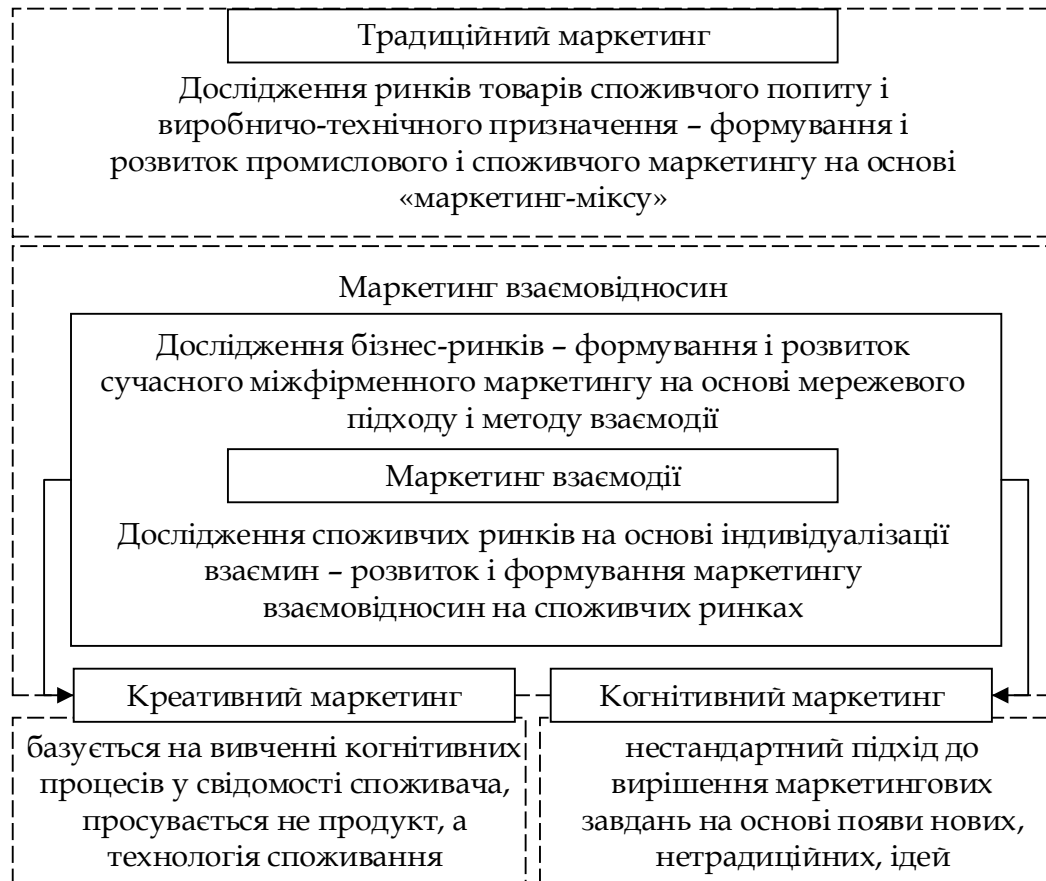 Традиційний маркетинг
Дослідження ринків товарів споживчого попиту і
виробничо-технічного призначення – формування і
розвиток промислового і споживчого маркетингу на основі
«маркетинг-міксу»
Маркетинг взаємовідносин
Дослідження бізнес-ринків – формування і розвиток
сучасного міжфірменного маркетингу на основі мережевого
підходу і методу взаємодії
Маркетинг взаємодії
Дослідження споживчих ринків на основі індивідуалізації
взаємин – розвиток і формування маркетингу
взаємовідносин на споживчих ринках
Креативний маркетинг
базується на вивченні когнітивних
процесів у свідомості споживача,
просувається не продукт, а
технологія споживання
Когнітивний маркетинг
нестандартний підхід до
вирішення маркетингових
завдань на основі появи нових,
нетрадиційних, ідей